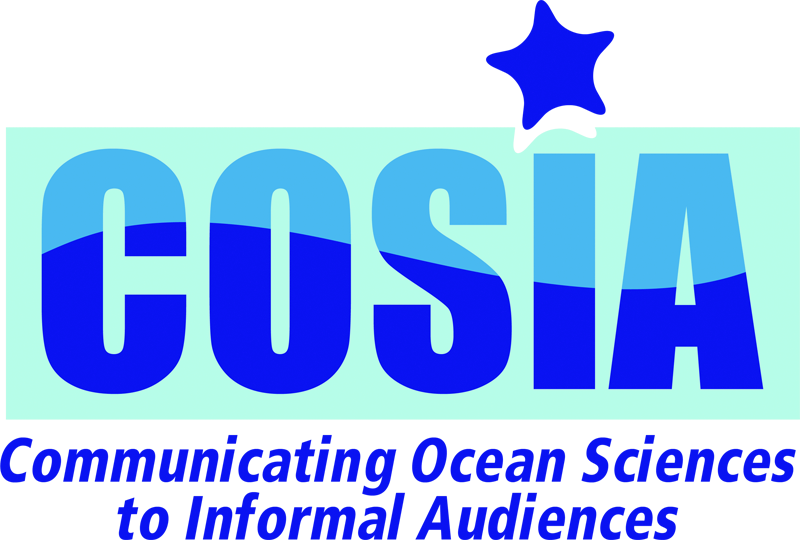 COSIA
Communicating Ocean Sciences
to Informal Audiences